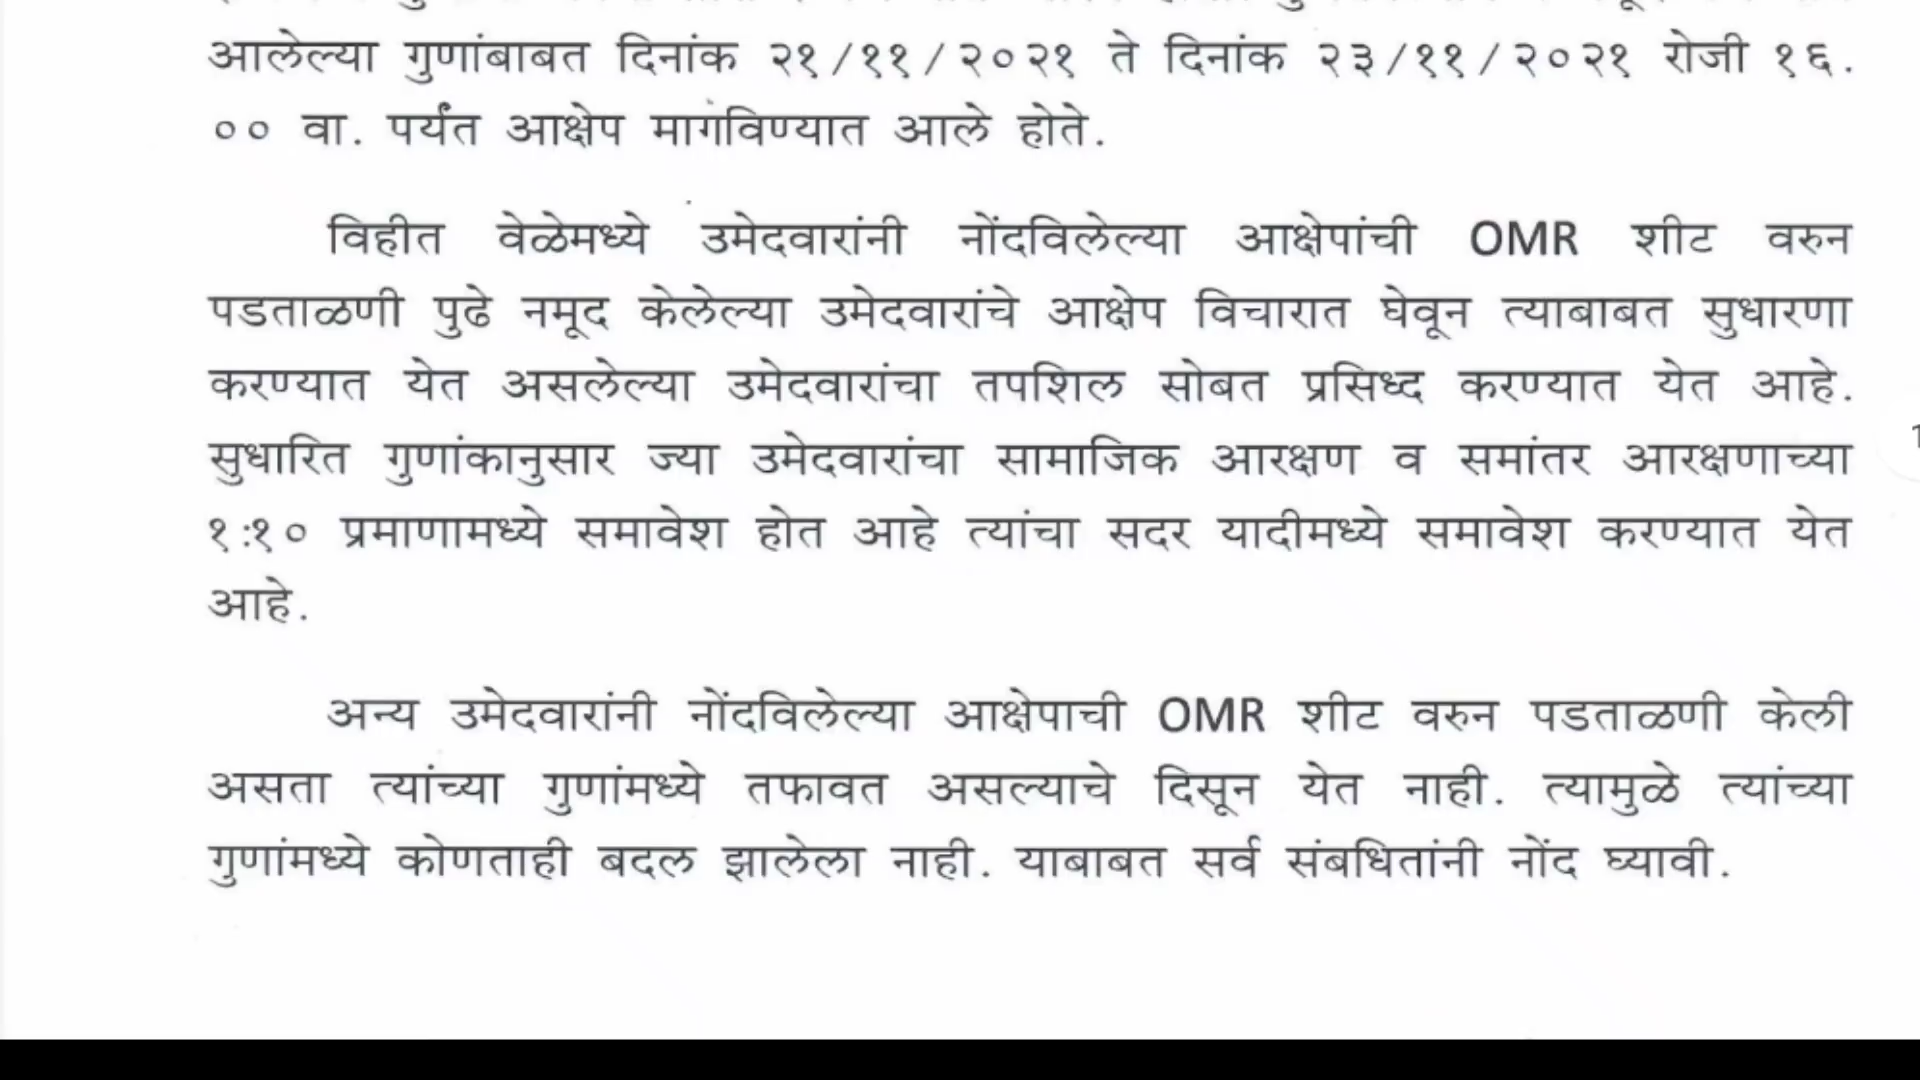 आलेल्या गुणांबाबत दिनांक २१/११/२०२१ ते दिनांक २३/११/२०२१ रोजी १६.
०० वा. पर्यंत आक्षेप मागंविण्यात आले होते.
विहीत वेळेमध्ये उमेदवारांनी नोंदविलेल्या आक्षेपांची OMR शीट वरुन
पडताळणी पुढे नमूद केलेल्या उमेदवारांचे आक्षेप विचारात घेवून त्याबाबत सुधारणा
करण्यात येत असलेल्या उमेदवारांचा तपशिल सोबत प्रसिध्द करण्यात येत आहे.
सुधारित गुणांकानुसार ज्या उमेदवारांचा सामाजिक आरक्षण व समांतर आरक्षणाच्या
१:१० प्रमाणामध्ये समावेश होत आहे त्यांचा सदर यादीमध्ये समावेश करण्यात येत
आहे.
अन्य उमेदवारांनी नोंदविलेल्या आक्षेपाची OMR शीट वरुन पडताळणी केली
असता त्यांच्या गुणांमध्ये तफावत असल्याचे दिसून येत नाही. त्यामुळे त्यांच्या
गुणांमध्ये कोणताही बदल झालेला नाही. याबाबत सर्व संबधितांनी नोंद घ्यावी.